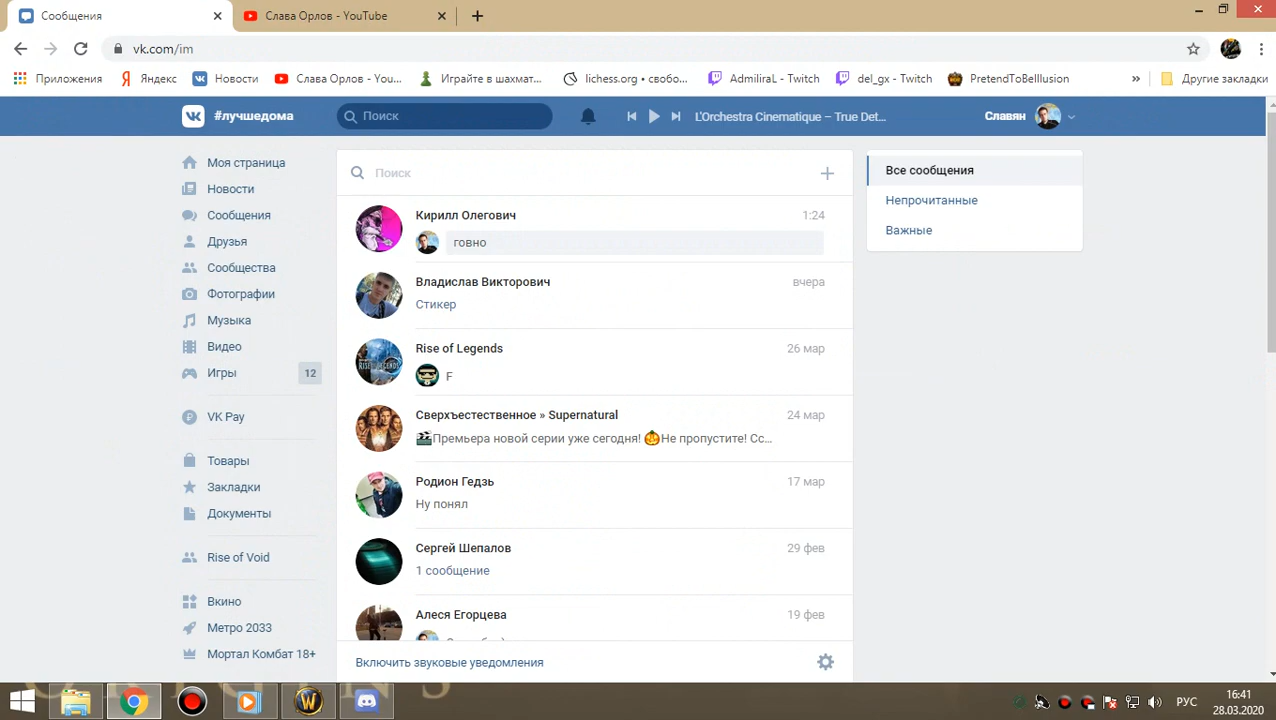 Сообщения
Слава Орлов - YouTube
vk.com/im
Приложения
Яндекс
Новости
Слава Орлов - You...
Играйте в шахмат...
lichess.org • свобо...
AdmiraL - Twitch
del_gx - Twitch
PretendToBeIllusion
»
Другие закладки
#лучшедома
Поиск
L'Orchestra Cinematique – True Det...
Славян
Моя страница
Новости
Сообщения
Друзья
Сообщества
Фотографии
Музыка
Видео
Игры 12
VK Pay
Товары
Закладки
Документы
Rise of Void
Вкино
Метро 2033
Мортал Комбат 18+
Поиск
Кирилл Олегович 1:24
говно
Владислав Викторович вчера
Стикер
Rise of Legends 26 мар
F
Сверхъестественное » Supernatural 24 мар
Премьера новой серии уже сегодня! Не пропустите! Сс...
Родион Гедзь 17 мар
Ну понял
Сергей Шепалов 29 фев
1 сообщение
Алеся Егорцева 19 фев
Включить звуковые уведомления
Все сообщения
Непрочитанные
Важные
РУС
16:41
28.03.2020